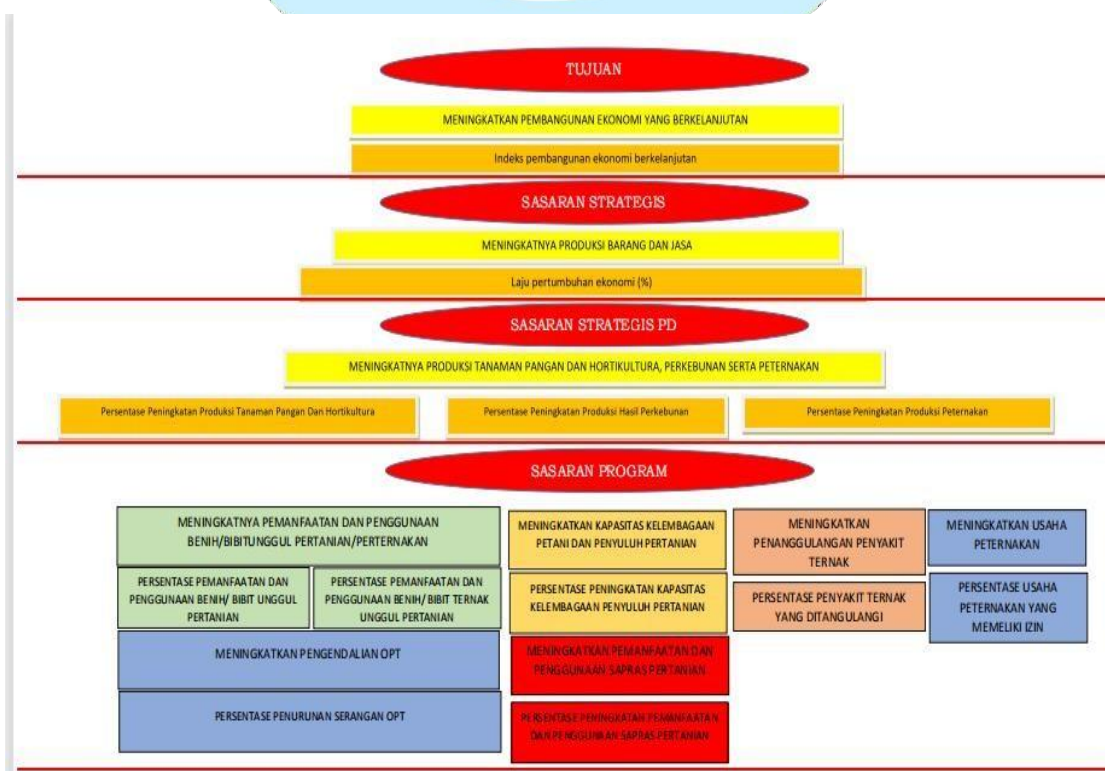 TUJUAN
MENINGKATKAN PEMBANGUNAN EKONOMI YANG BERKELANJUTAN
Indeks pembangunan ekonomi berkelanjutan
SASARAN STRATEGIS
MENINGKATNYA PRODUKSI BARANG DAN JASA
Laju pertumbuhan ekonomi (%)
SASARAN STRATEGIS PD
MENINGKATNYA PRODUKSI TANAMAN PANGAN DAN HORTIKULTURA, PERKEBUNAN SERTA PETERNAKAN
Persentase Peningkatan Produksi Tanaman Pangan Dan Hortikultura
Persentase Peningkatan Produksi Hasil Perkebunan
Persentase Peningkatan Produksi Peternakan
SASARAN PROGRAM
MENINGKATNYA PEMANFAATAN DAN PENGGUNAAN
BENIH/BIBITUNGGUL PERTANIAN/PERTERNAKAN
PERSENTASE PEMANFAATAN DAN
PENGGUNAAN BENIH/ BIBIT UNGGUL
PERTANIAN
PERSENTASE PEMANFAATAN DAN
PENGGUNAAN BENIH/ BIBIT TERNAK
UNGGUL PERTANIAN
MENINGKATKAN PENGENDALIAN OPT
PERSENTASE PENURUNAN SERANGAN OPT
MENINGKATKAN KAPASITAS KELEMBAGAAN
PETANI DAN PENYULUH PERTANIAN
PERSENTASE PENINGKATAN KAPASITAS
KELEMBAGAAN PENYULUH PERTANIAN
MENINGKATKAN PEMANFAATAN DAN
PENGGUNAAN SAPRAS PERTANIAN
PERSENTASE PENINGKATAH PEMANFAATAN
DAN PENGGUNKAN SAPRAS PERTANIAN
MENINGKATKAN
PENANGGULANGAN PENYAKIT
TERNAK
PERSENTASE PENYAKIT TERNAK
YANG DITANGULANGI
MENINGKATKAN USAHA
PETERNAKAN
PERSENTASE USAHA
PETERNAKAN YANG
MEMELIKI IZIN